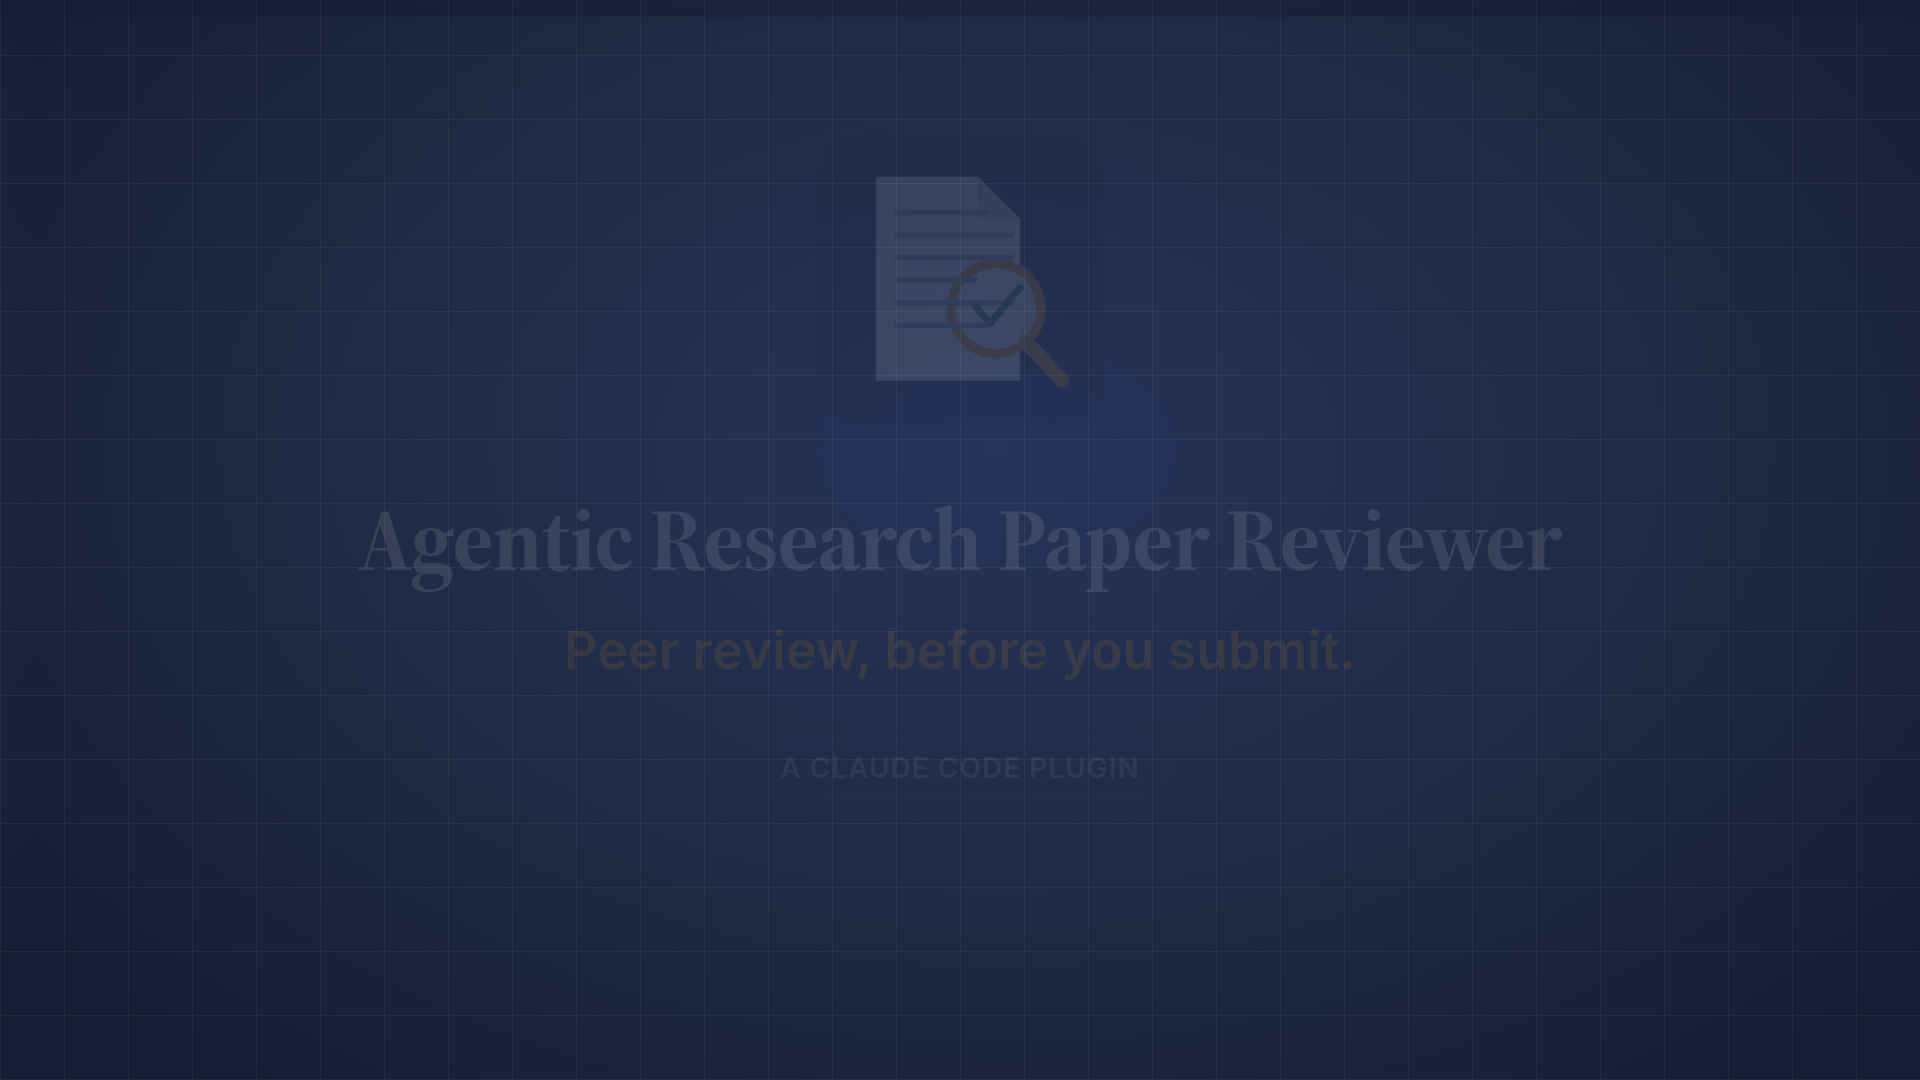 Agentic Research Paper Reviewer
Peer review, before you submit.
A CLAUDE CODE PLUGIN